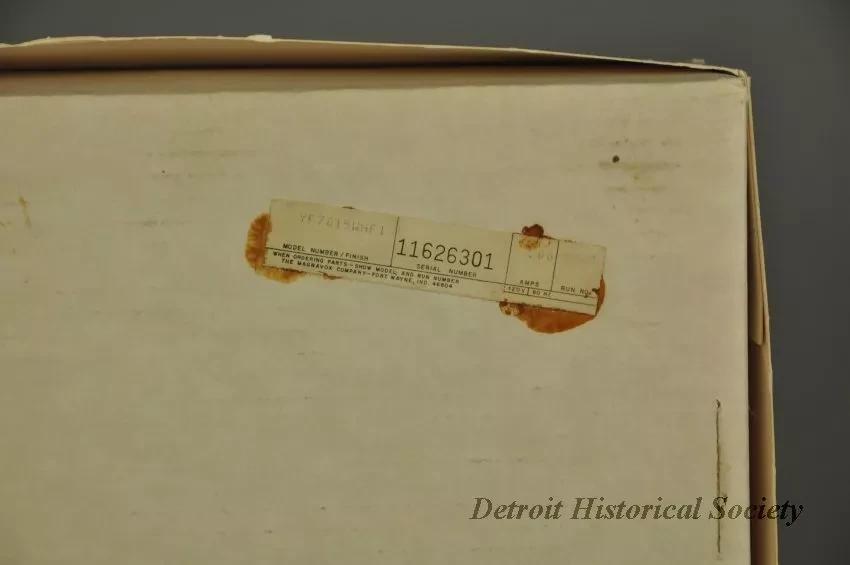 11626301
MODEL NUMBER/FINISH SERIAL NUMBER AMPS RUN NO.
WHEN ORDERING PARTS—SHOW MODEL AND RUN NUMBER 120V 60 HZ
THE MAGNAVOX COMPANY—FORT WAYNE, IND. 46804
Detroit Historical Society